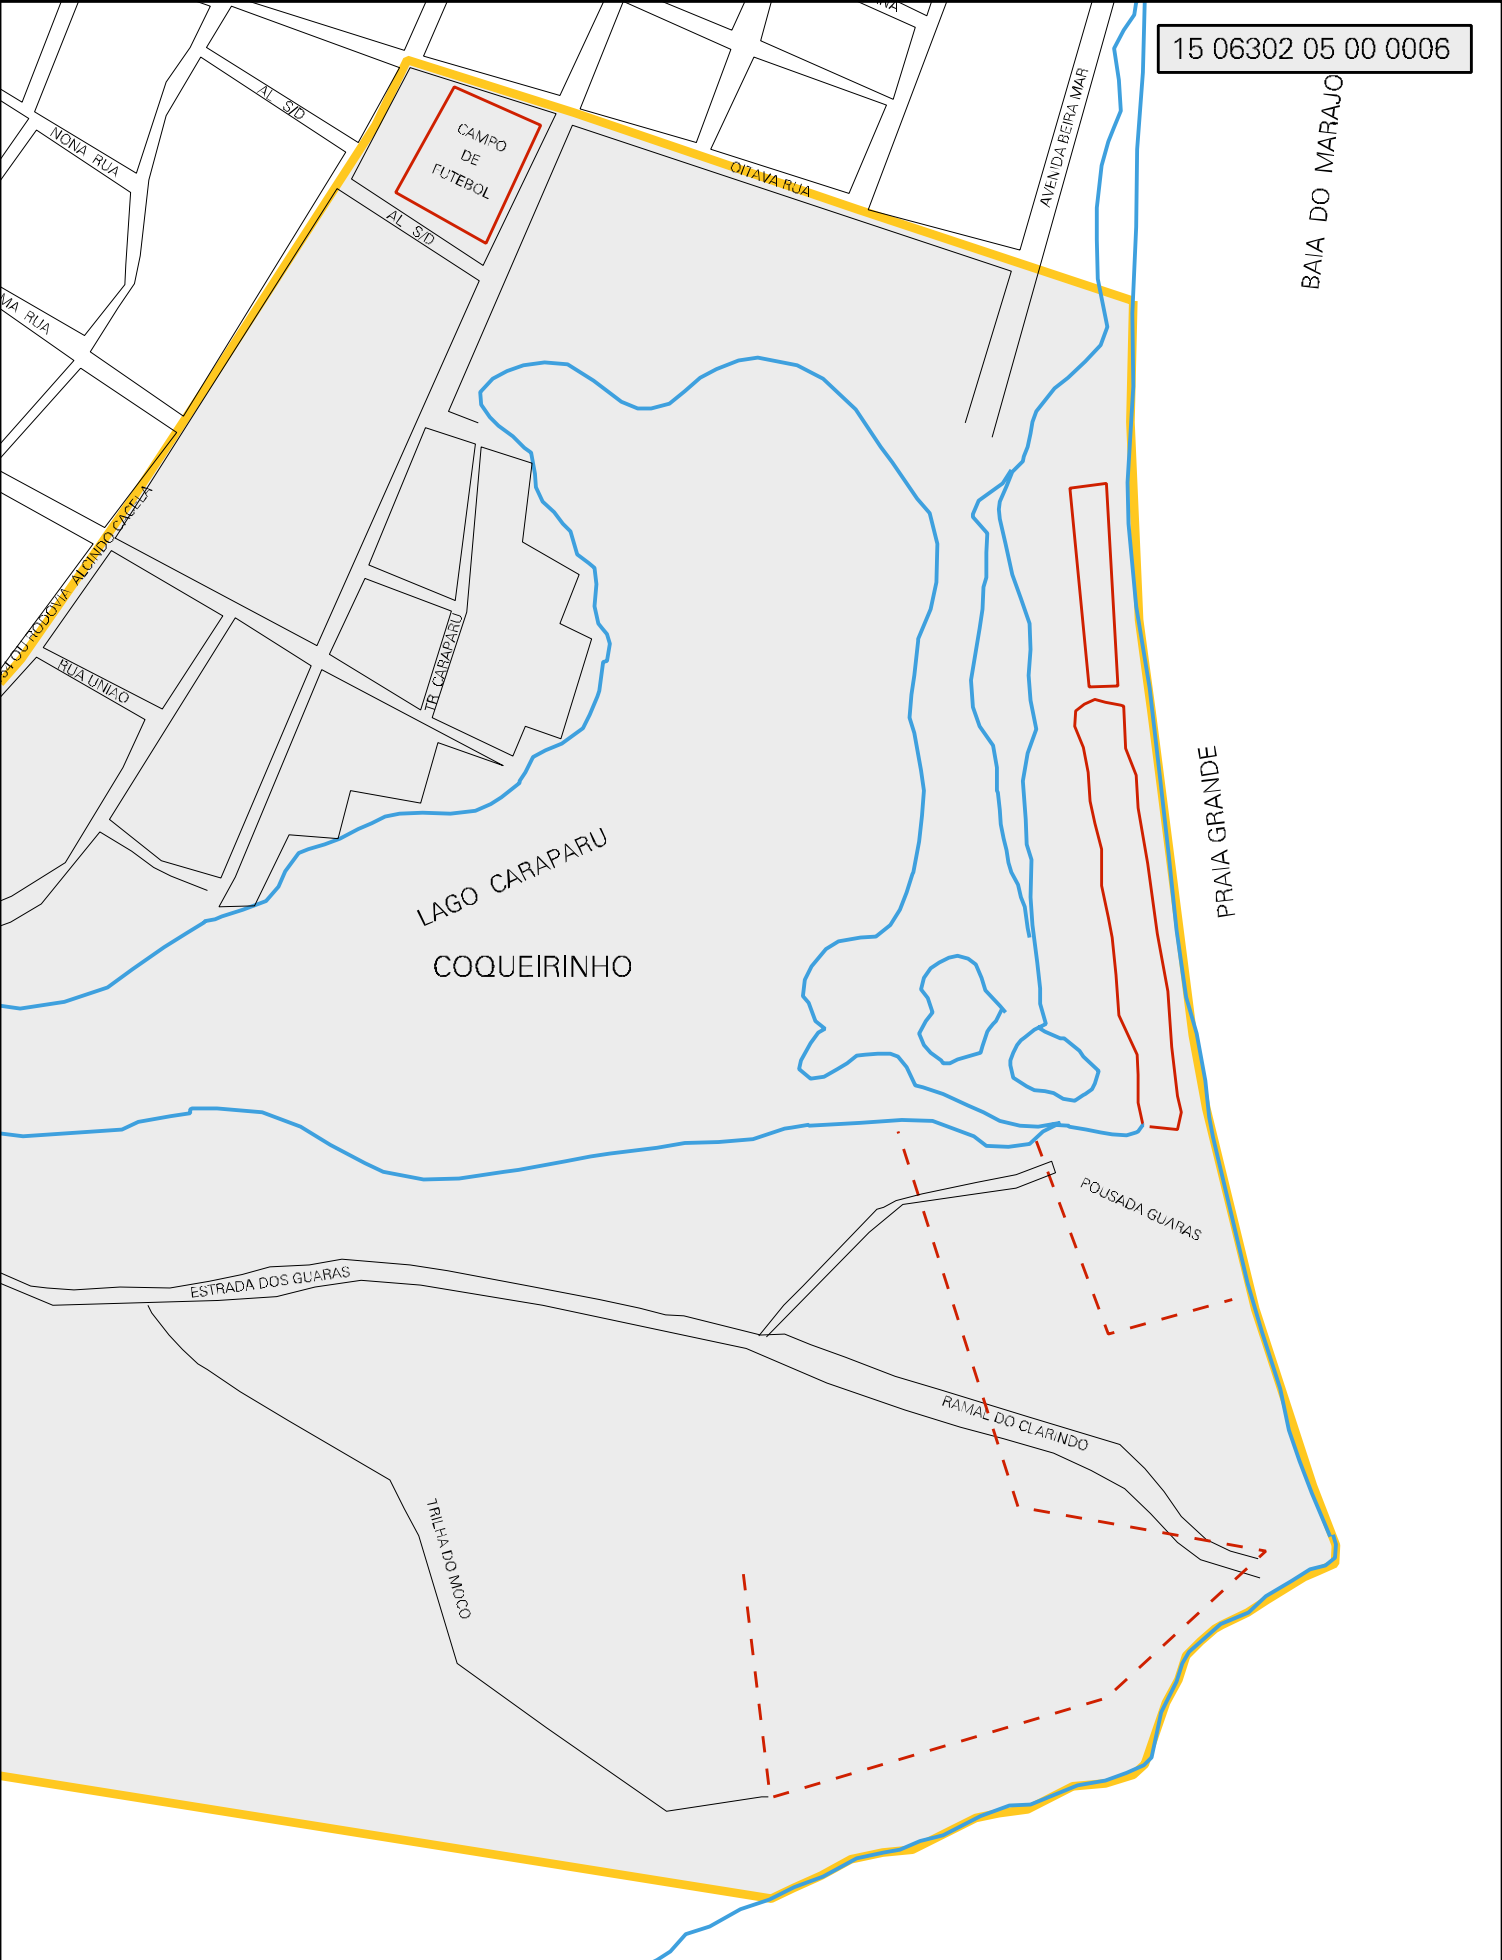 15 06302 05 00 0006
BAIA DO MARAJO
AVENIDA BEIRA MAR
AL S/D
NONA RUA
CAMPO
DE
FUTEBOL
OITAVA RUA
AL S/D
RUA
OU RODOVIA ALCINDO CACELA
RUA UNIAO
TR CARAPARU
PRAIA GRANDE
LAGO CARAPARU
COQUEIRINHO
POUSADA GUARAS
ESTRADA DOS GUARAS
RAMAL DO CLARINDO
TRILHA DO MOCO